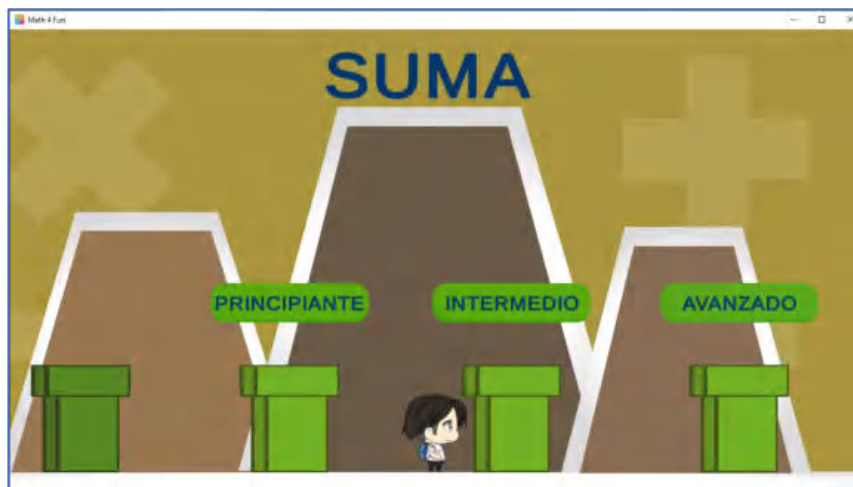 Math 4 Fun
SUMA
PRINCIPIANTE
INTERMEDIO
AVANZADO